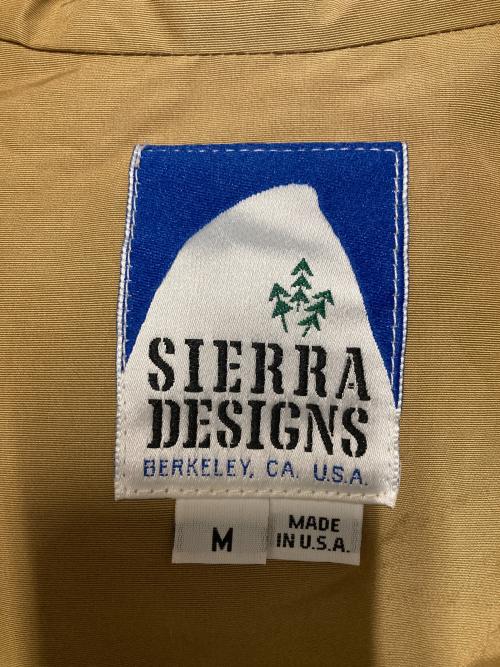 SIERRA
DESIGNS
BERKELEY, CA. U.S.A.
M
MADE
IN U.S.A.